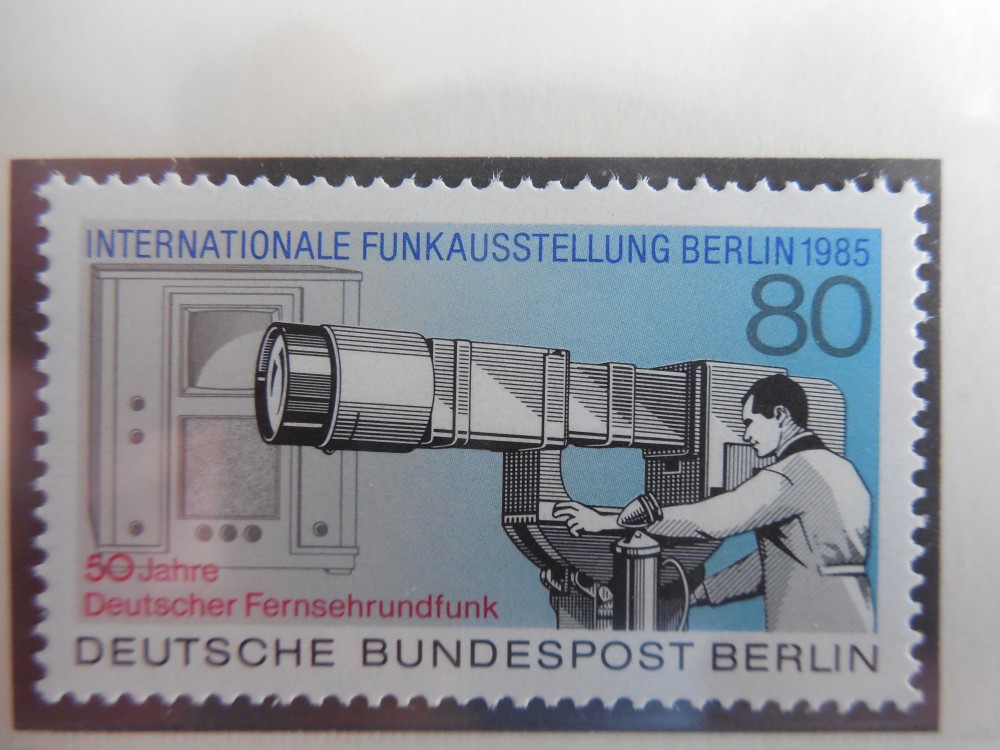 INTERNATIONALE FUNKAUSSTELLUNG BERLIN 1985
80
50 Jahre
Deutscher Fernsehrundfunk
DEUTSCHE BUNDESPOST BERLIN